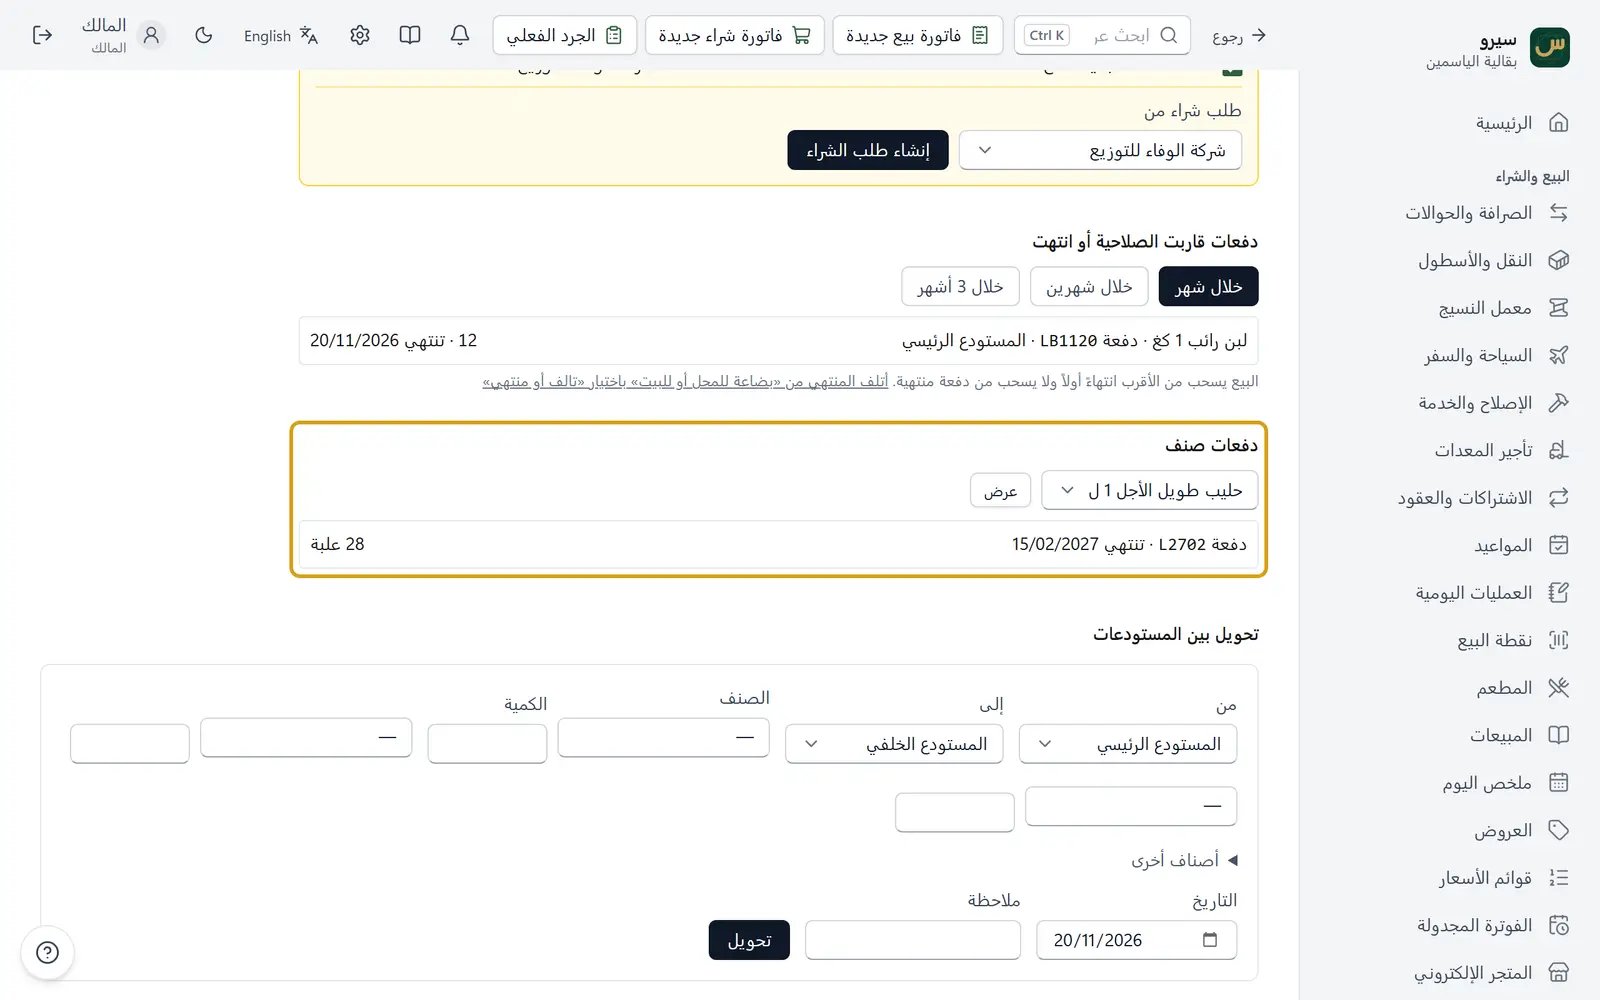 سيرو
بقالية الياسمين
رجوع
ابحث عن
Ctrl K
فاتورة بيع جديدة
فاتورة شراء جديدة
الجرد الفعلي
English
المالك
المالك
الرئيسية
البيع والشراء
الصرافة والحوالات
النقل والأسطول
معمل النسيج
السياحة والسفر
الإصلاح والخدمة
تأجير المعدات
الاشتراكات والعقود
المواعيد
العمليات اليومية
نقطة البيع
المطعم
المبيعات
ملخص اليوم
العروض
قوائم الأسعار
الفوترة المجدولة
المتجر الإلكتروني
طلب شراء من
شركة الوفاء للتوزيع
إنشاء طلب الشراء
دفعات قاربت الصلاحية أو انتهت
خلال شهر
خلال شهرين
خلال 3 أشهر
لبن رائب 1 كغ · دفعة LB1120 · المستودع الرئيسي
12 · تنتهي 20/11/2026
البيع يسحب من الأقرب انتهاءً أولاً ولا يسحب من دفعة منتهية. أتلف المنتهي من «بضاعة للمحل أو للبيت» باختيار «تالف أو منتهي»
دفعات صنف
حليب طويل الأجل 1 ل
عرض
دفعة L2702 · تنتهي 15/02/2027
28 علبة
تحويل بين المستودعات
من
إلى
الصنف
الكمية
المستودع الرئيسي
المستودع الخلفي
—
—
—
أصناف أخرى
التاريخ
ملاحظة
20/11/2026
تحويل